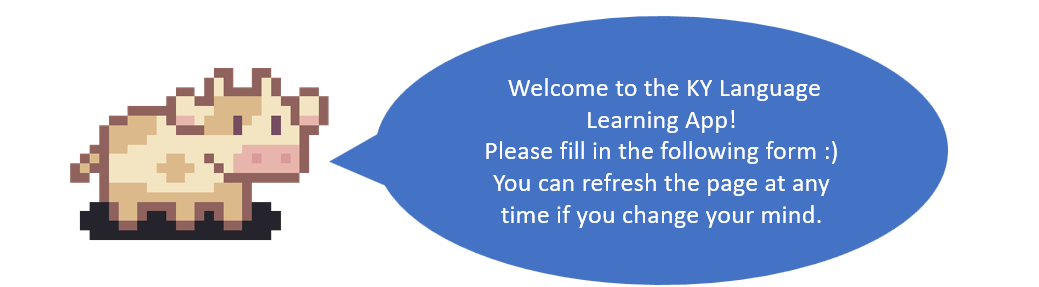 Welcome to the KY Language
Learning App!
Please fill in the following form :)
You can refresh the page at any
time if you change your mind.